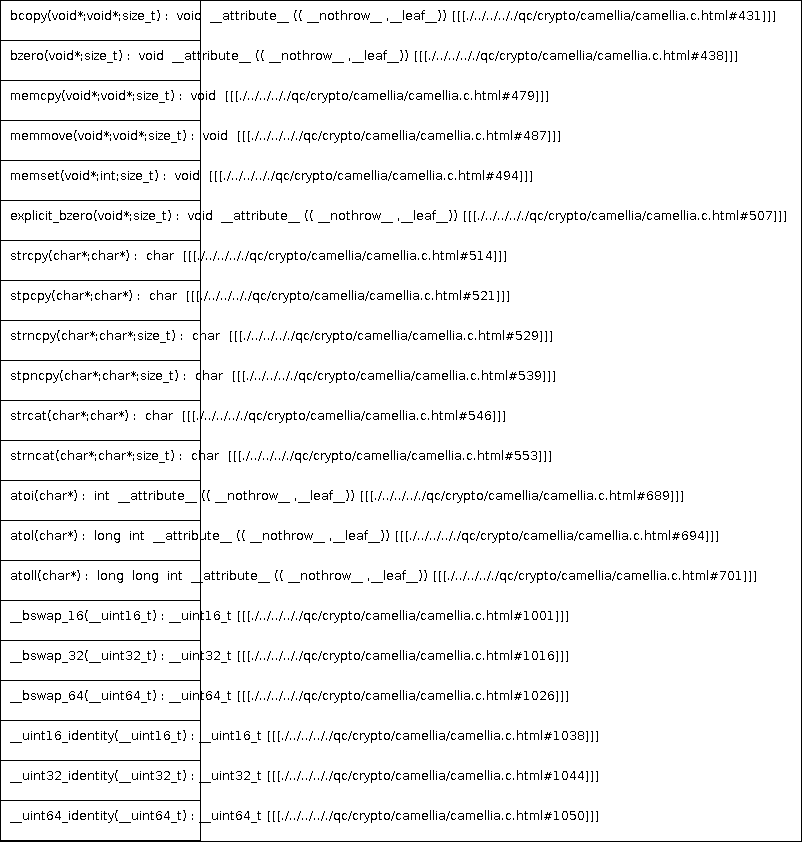 bcopy(void*;void*;size_t) : void __attribute__ (( __nothrow__ ,__leaf__)) [[[./../../../../qc/crypto/camellia/camellia.c.html#431]]]
bzero(void*;size_t) : void __attribute__ (( __nothrow__ ,__leaf__)) [[[./../../../../qc/crypto/camellia/camellia.c.html#438]]]
memcpy(void*;void*;size_t) : void [[[./../../../../qc/crypto/camellia/camellia.c.html#479]]]
memmove(void*;void*;size_t) : void [[[./../../../../qc/crypto/camellia/camellia.c.html#487]]]
memset(void*;int;size_t) : void [[[./../../../../qc/crypto/camellia/camellia.c.html#494]]]
explicit_bzero(void*;size_t) : void __attribute__ (( __nothrow__ ,__leaf__)) [[[./../../../../qc/crypto/camellia/camellia.c.html#507]]]
strcpy(char*;char*) : char [[[./../../../../qc/crypto/camellia/camellia.c.html#514]]]
stpcpy(char*;char*) : char [[[./../../../../qc/crypto/camellia/camellia.c.html#521]]]
strncpy(char*;char*;size_t) : char [[[./../../../../qc/crypto/camellia/camellia.c.html#529]]]
stpncpy(char*;char*;size_t) : char [[[./../../../../qc/crypto/camellia/camellia.c.html#539]]]
strcat(char*;char*) : char [[[./../../../../qc/crypto/camellia/camellia.c.html#546]]]
strncat(char*;char*;size_t) : char [[[./../../../../qc/crypto/camellia/camellia.c.html#553]]]
atoi(char*) : int __attribute__ (( __nothrow__ ,__leaf__)) [[[./../../../../qc/crypto/camellia/camellia.c.html#689]]]
atol(char*) : long int __attribute__ (( __nothrow__ ,__leaf__)) [[[./../../../../qc/crypto/camellia/camellia.c.html#694]]]
atoll(char*) : long long int __attribute__ (( __nothrow__ ,__leaf__)) [[[./../../../../qc/crypto/camellia/camellia.c.html#701]]]
__bswap_16(__uint16_t) : __uint16_t [[[./../../../../qc/crypto/camellia/camellia.c.html#1001]]]
__bswap_32(__uint32_t) : __uint32_t [[[./../../../../qc/crypto/camellia/camellia.c.html#1016]]]
__bswap_64(__uint64_t) : __uint64_t [[[./../../../../qc/crypto/camellia/camellia.c.html#1026]]]
__uint16_identity(__uint16_t) : __uint16_t [[[./../../../../qc/crypto/camellia/camellia.c.html#1038]]]
__uint32_identity(__uint32_t) : __uint32_t [[[./../../../../qc/crypto/camellia/camellia.c.html#1044]]]
__uint64_identity(__uint64_t) : __uint64_t [[[./../../../../qc/crypto/camellia/camellia.c.html#1050]]]